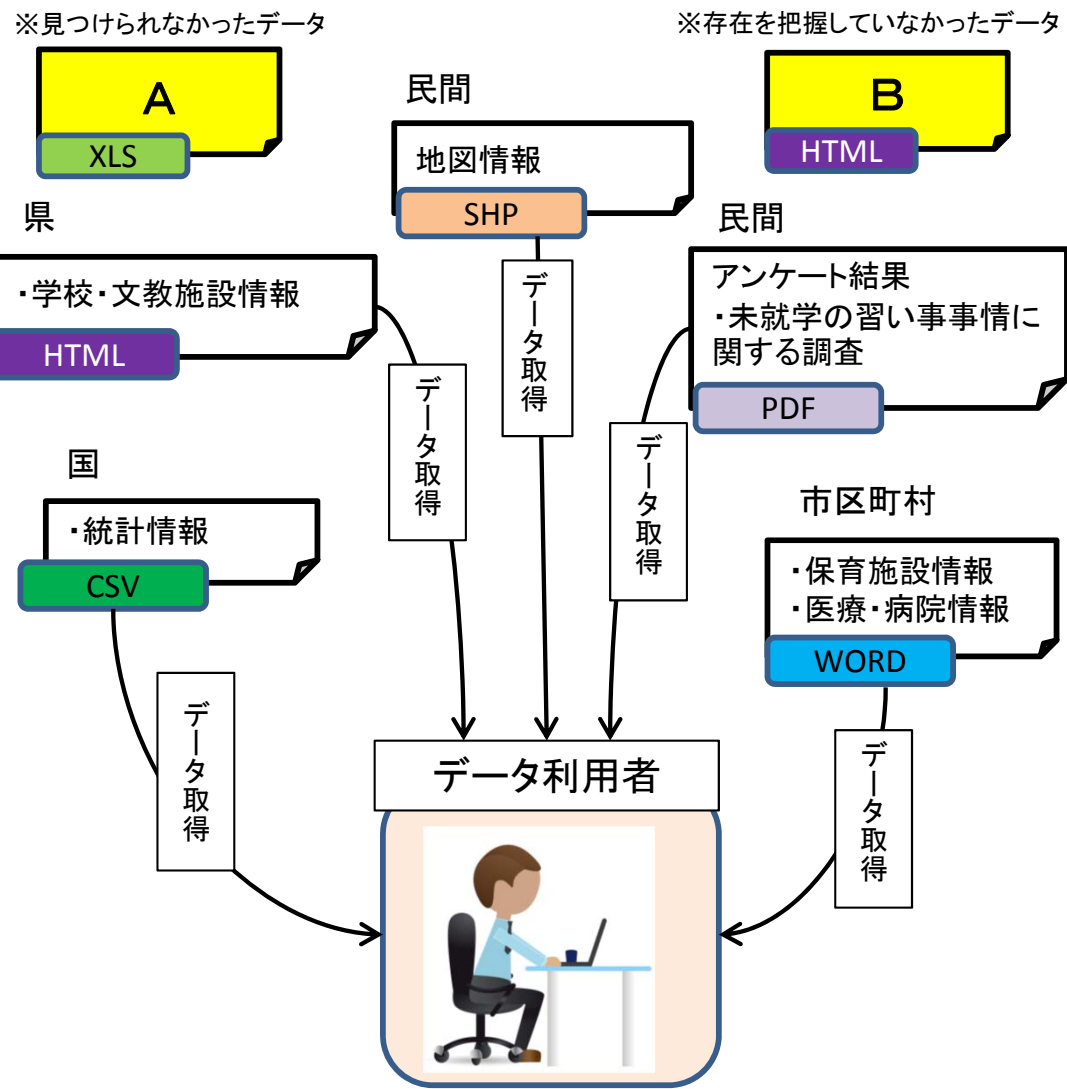 ※見つけられなかったデータ
※存在を把握していなかったデータ
A
XLS
B
HTML
民間
地図情報
SHP
県
・学校・文教施設情報
HTML
民間
アンケート結果
・未就学の習い事事情に
関する調査
PDF
データ取得
データ取得
データ取得
国
・統計情報
CSV
市区町村
・保育施設情報
・医療・病院情報
WORD
データ取得
データ取得
データ利用者